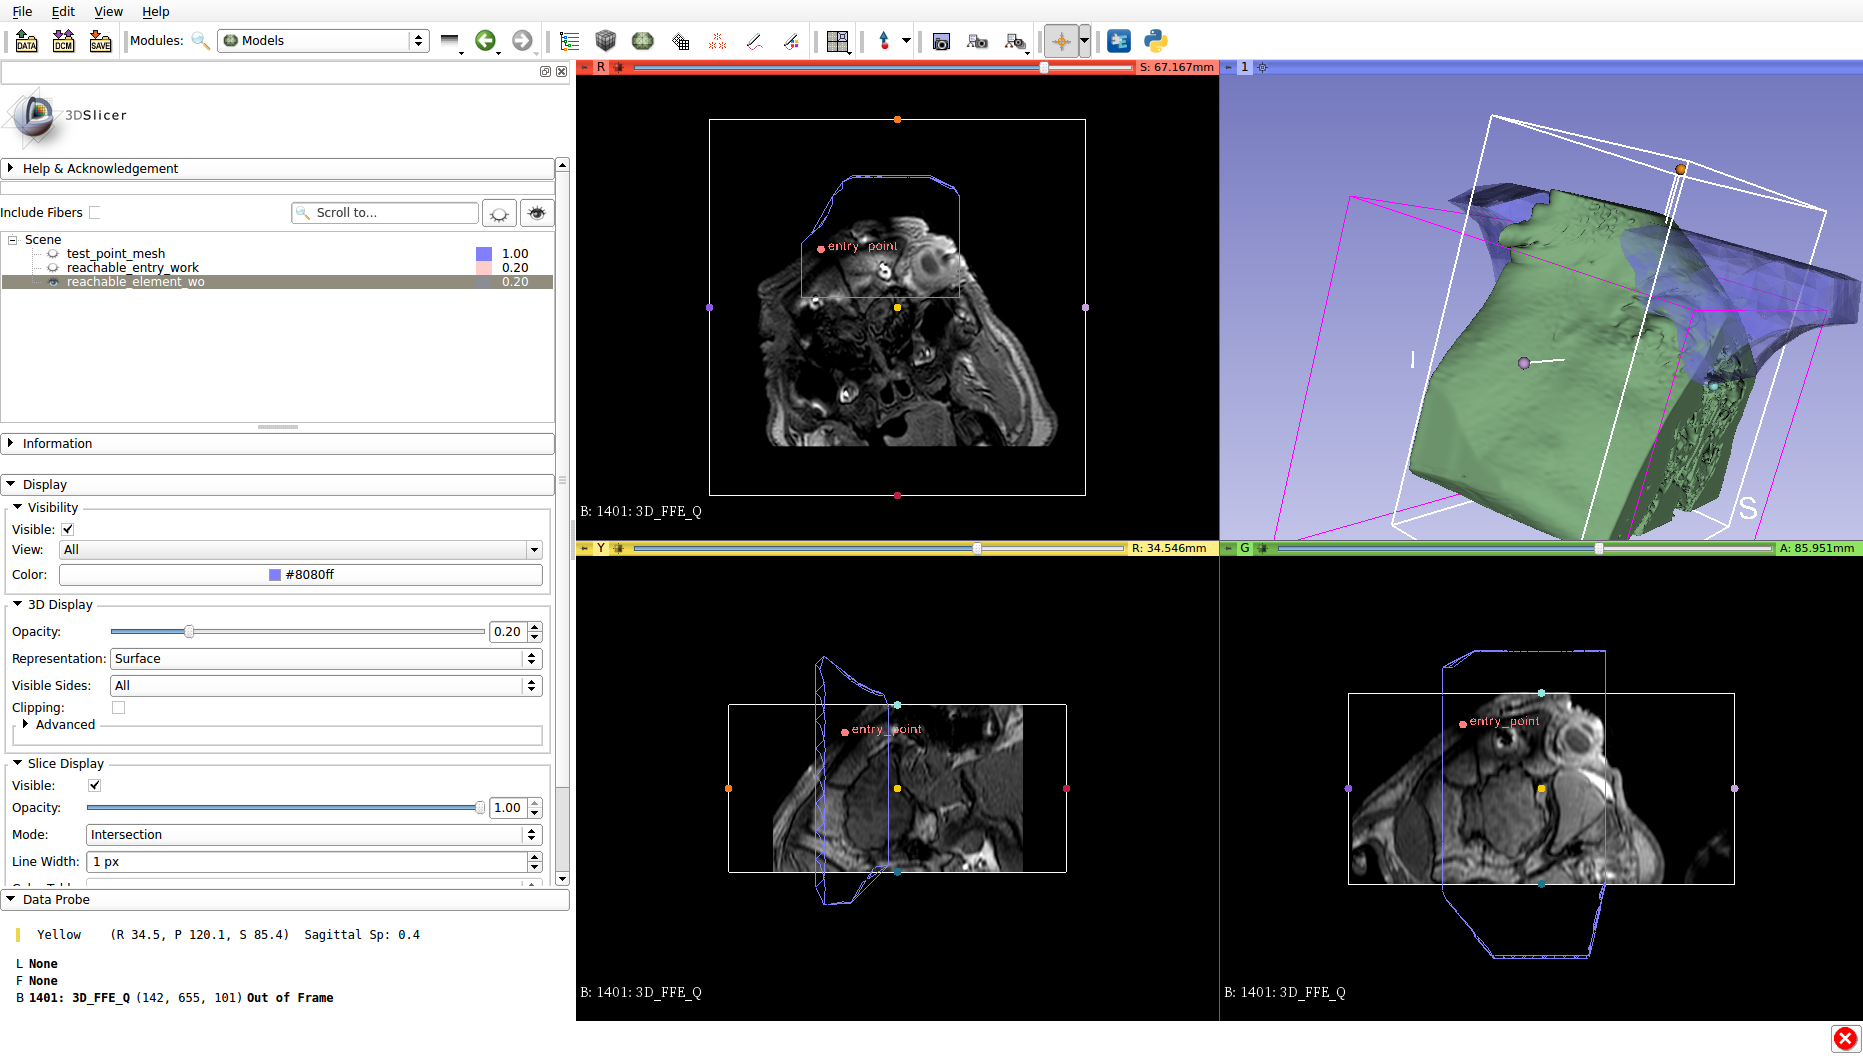 File Edit View Help
DATA DCM SAVE Modules: Models
3DSlicer
Help & Acknowledgement
Include Fibers Scroll to...
Scene
test_point_mesh 1.00
reachable_entry_work 0.20
reachable_element_wo 0.20
Information
Display
Visibility
Visible:
View: All
Color: #8080ff
3D Display
Opacity: 0.20
Representation: Surface
Visible Sides: All
Clipping:
Advanced
Slice Display
Visible:
Opacity: 1.00
Mode: Intersection
Line Width: 1 px
Data Probe
Yellow (R 34.5, P 120.1, S 85.4) Sagittal Sp: 0.4
L None
F None
B 1401: 3D_FFE_Q (142, 655, 101) Out of Frame
R S: 67.167mm
entry_point
B: 1401: 3D_FFE_Q
1
I
S
Y R: 34.546mm
entry_point
B: 1401: 3D_FFE_Q
G A: 85.951mm
entry_point
B: 1401: 3D_FFE_Q